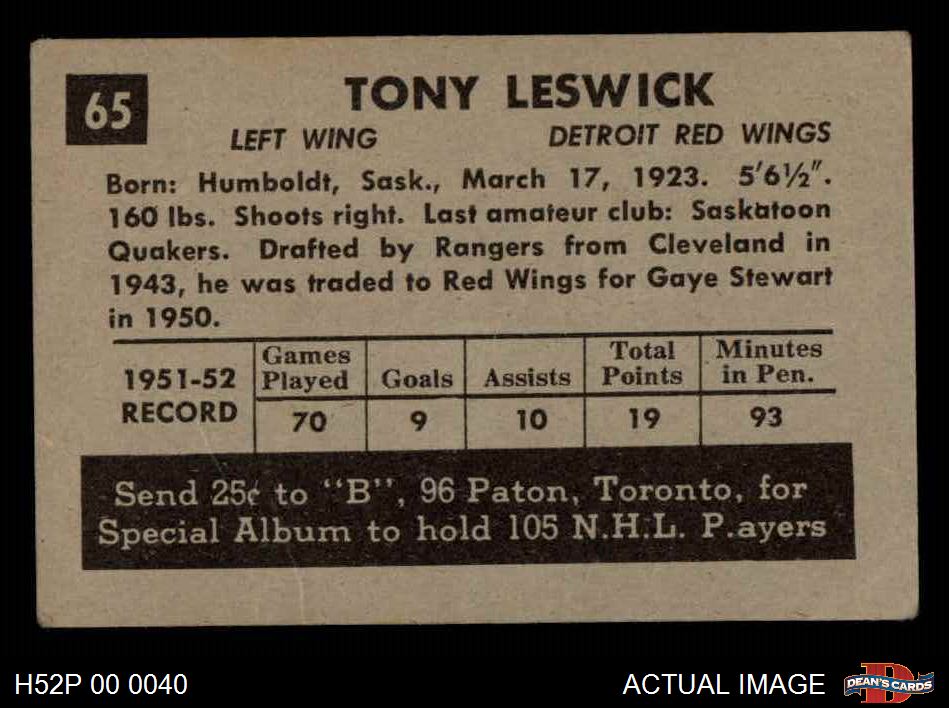 65
TONY LESWICK
LEFT WING DETROIT RED WINGS
Born: Humboldt, Sask., March 17, 1923. 5'6½".
160 lbs. Shoots right. Last amateur club: Saskatoon
Quakers. Drafted by Rangers from Cleveland in
1943, he was traded to Red Wings for Gaye Stewart
in 1950.
1951-52 RECORD
Games Played Goals Assists Total Points Minutes in Pen.
70 9 10 19 93
Send 25¢ to "B", 96 Paton, Toronto, for
Special Album to hold 105 N.H.L. P.ayers
H52P 00 0040 ACTUAL IMAGE DEAN'S CARDS